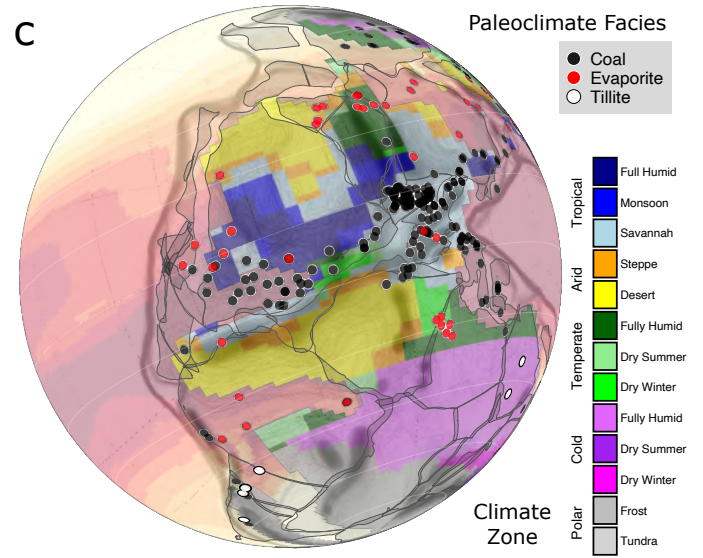 C
Paleoclimate Facies
Coal
Evaporite
Tillite
Tropical
Full Humid
Monsoon
Savannah
Arid
Steppe
Desert
Temperate
Fully Humid
Dry Summer
Dry Winter
Cold
Fully Humid
Dry Summer
Dry Winter
Polar
Frost
Tundra
Climate
Zone